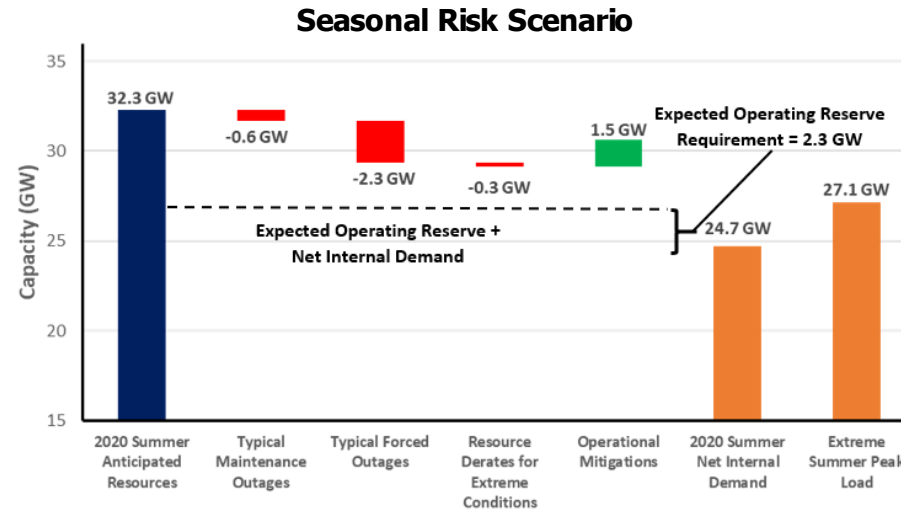 Seasonal Risk Scenario
35
30
25
20
15
Capacity (GW)
32.3 GW
-0.6 GW
-2.3 GW
-0.3 GW
1.5 GW
Expected Operating Reserve
Requirement = 2.3 GW
Expected Operating Reserve +
Net Internal Demand
24.7 GW
27.1 GW
2020 Summer
Anticipated
Resources
Typical
Maintenance
Outages
Typical Forced
Outages
Resource
Derates for
Extreme
Conditions
Operational
Mitigations
2020 Summer
Net Internal
Demand
Extreme
Summer Peak
Load